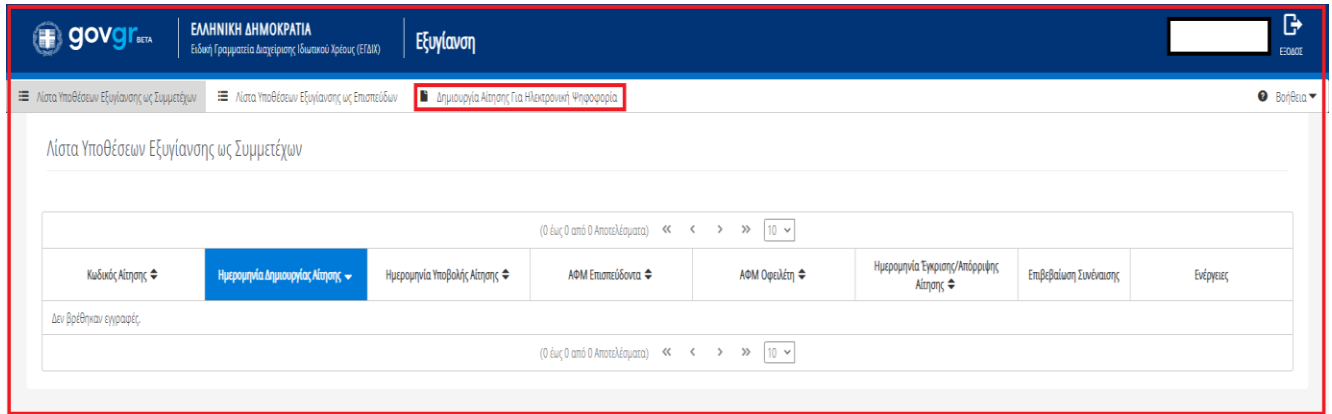 govgr BETA
ΕΛΛΗΝΙΚΗ ΔΗΜΟΚΡΑΤΙΑ
Ειδική Γραμματεία Διαχείρισης Ιδιωτικού Χρέους (ΕΓΔΙΧ)
Εξυγίανση
ΕΞΟΔΟΣ
Λίστα Υποθέσεων Εξυγίανσης ως Συμμετέχων Λίστα Υποθέσεων Εξυγίανσης ως Επισπεύδων Δημιουργία Αίτησης Για Ηλεκτρονική Ψηφοφορία Βοήθεια
Λίστα Υποθέσεων Εξυγίανσης ως Συμμετέχων
(0 έως 0 από 0 Αποτελέσματα) 10
Κωδικός Αίτησης Ημερομηνία Δημιουργίας Αίτησης Ημερομηνία Υποβολής Αίτησης ΑΦΜ Επισπεύδοντα ΑΦΜ Οφειλέτη Ημερομηνία Έγκρισης/Απόρριψης Αίτησης Επιβεβαίωση Συνέναισης Ενέργειες
Δεν βρέθηκαν εγγραφές.
(0 έως 0 από 0 Αποτελέσματα) 10